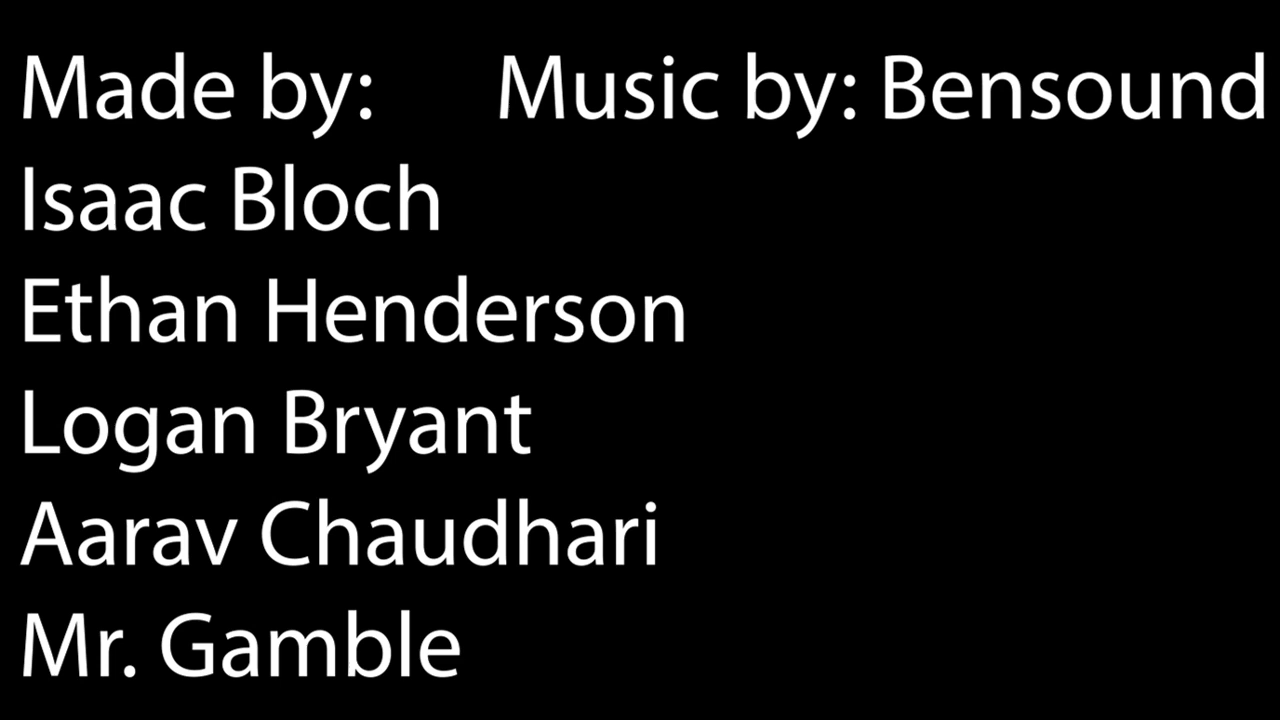 Made by: Music by: Bensound
Isaac Bloch
Ethan Henderson
Logan Bryant
Aarav Chaudhari
Mr. Gamble